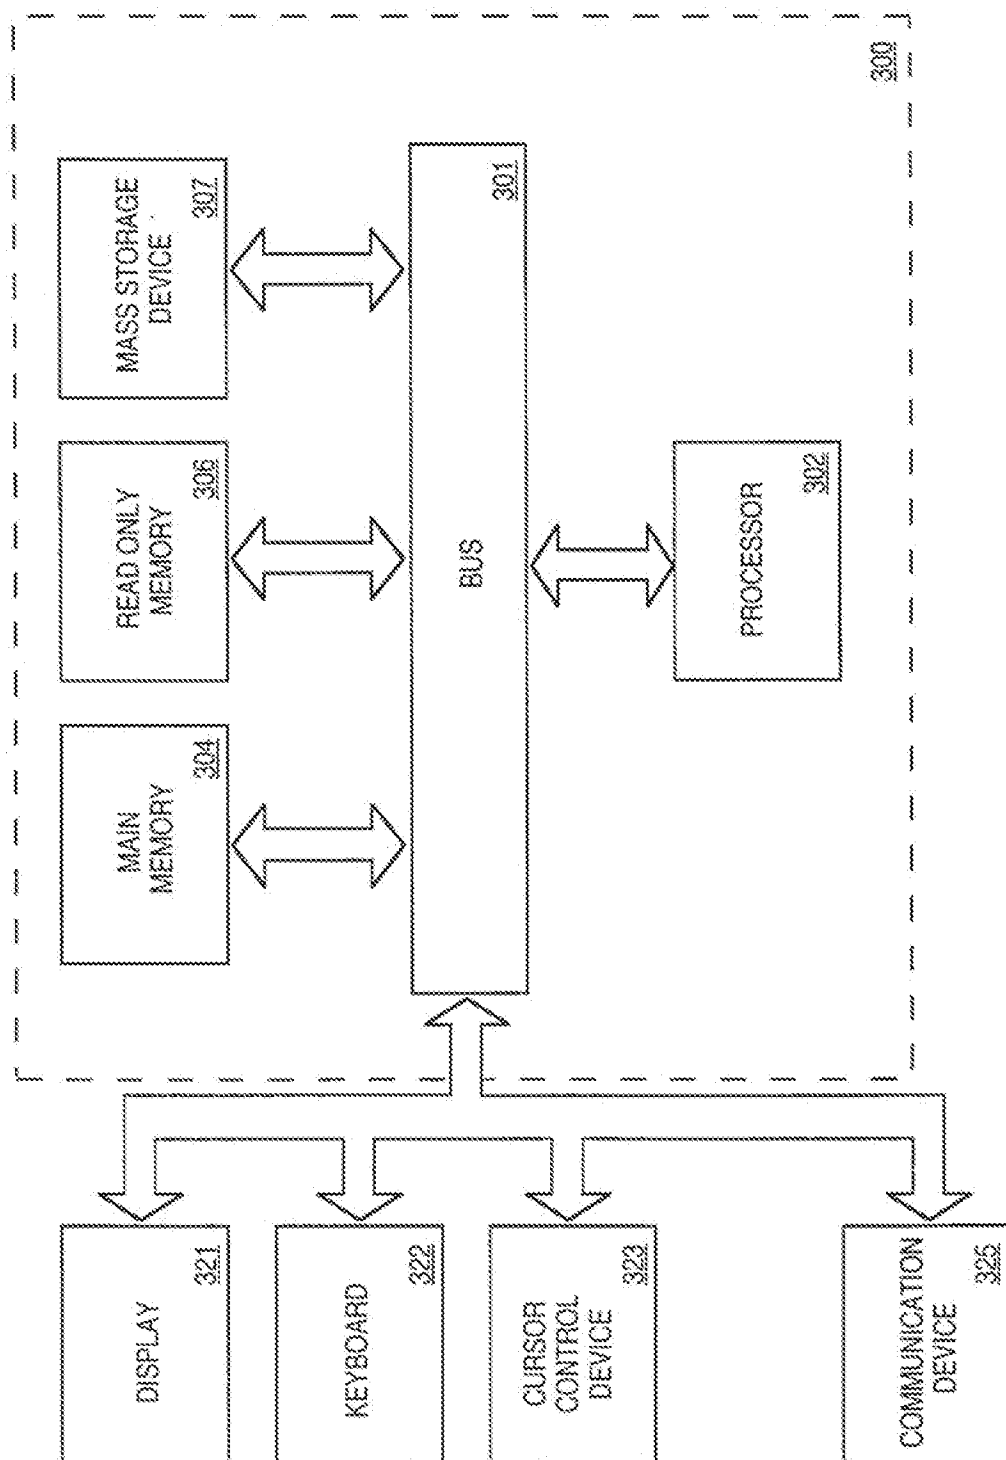 DISPLAY
321
MAIN
MEMORY
304
READ ONLY
MEMORY
306
MASS STORAGE
DEVICE
307
KEYBOARD
322
BUS
301
CURSOR
CONTROL
DEVICE
323
PROCESSOR
302
COMMUNICATION
DEVICE
325
300